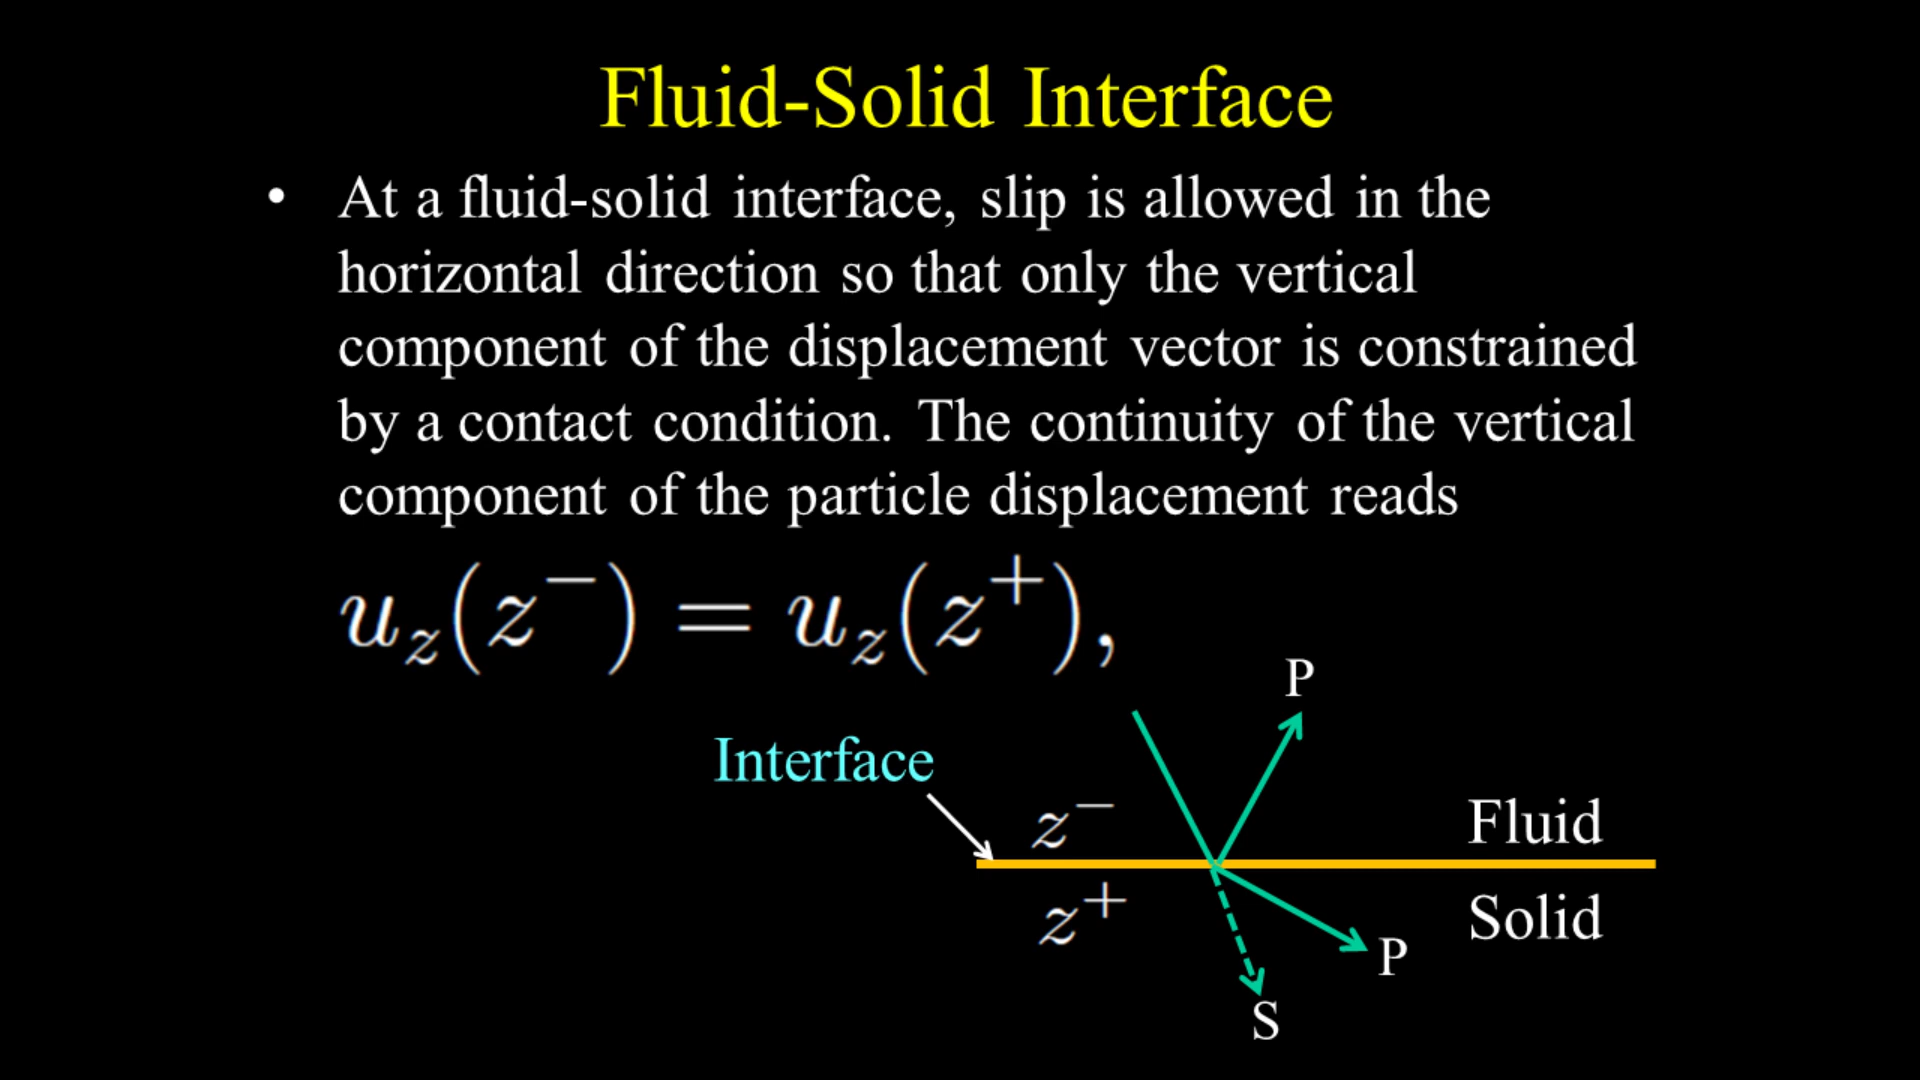 Fluid-Solid Interface
• At a fluid-solid interface, slip is allowed in the
horizontal direction so that only the vertical
component of the displacement vector is constrained
by a contact condition. The continuity of the vertical
component of the particle displacement reads
u_z(z^-) = u_z(z^+),
P
Interface
z^-
Fluid
z^+
Solid
P
S